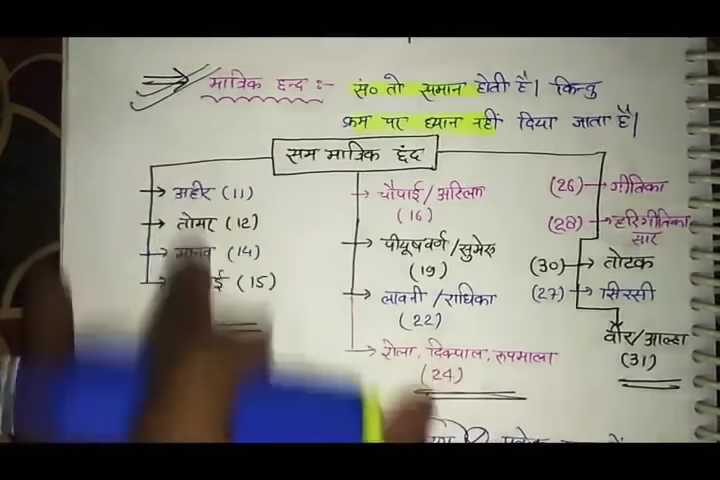 मात्रिक छन्द :- सं० तो समान होती है। किन्तु
क्रम पर ध्यान नहीं दिया जाता है।
सम मात्रिक छंद
अहीर (11)
तोमर (12)
मानव (14)
(15)
चौपाई/अरिल्ल
(16)
पीयूषवर्ण/सुमेरु
(19)
लावनी/राधिका
(22)
रोला, दिक्पाल, रुपमाला
(24)
(26) गीतिका
(28) हरिगीतिका
सार
(30) तोटक
(27) सिरसी
वीर/आल्हा
(31)